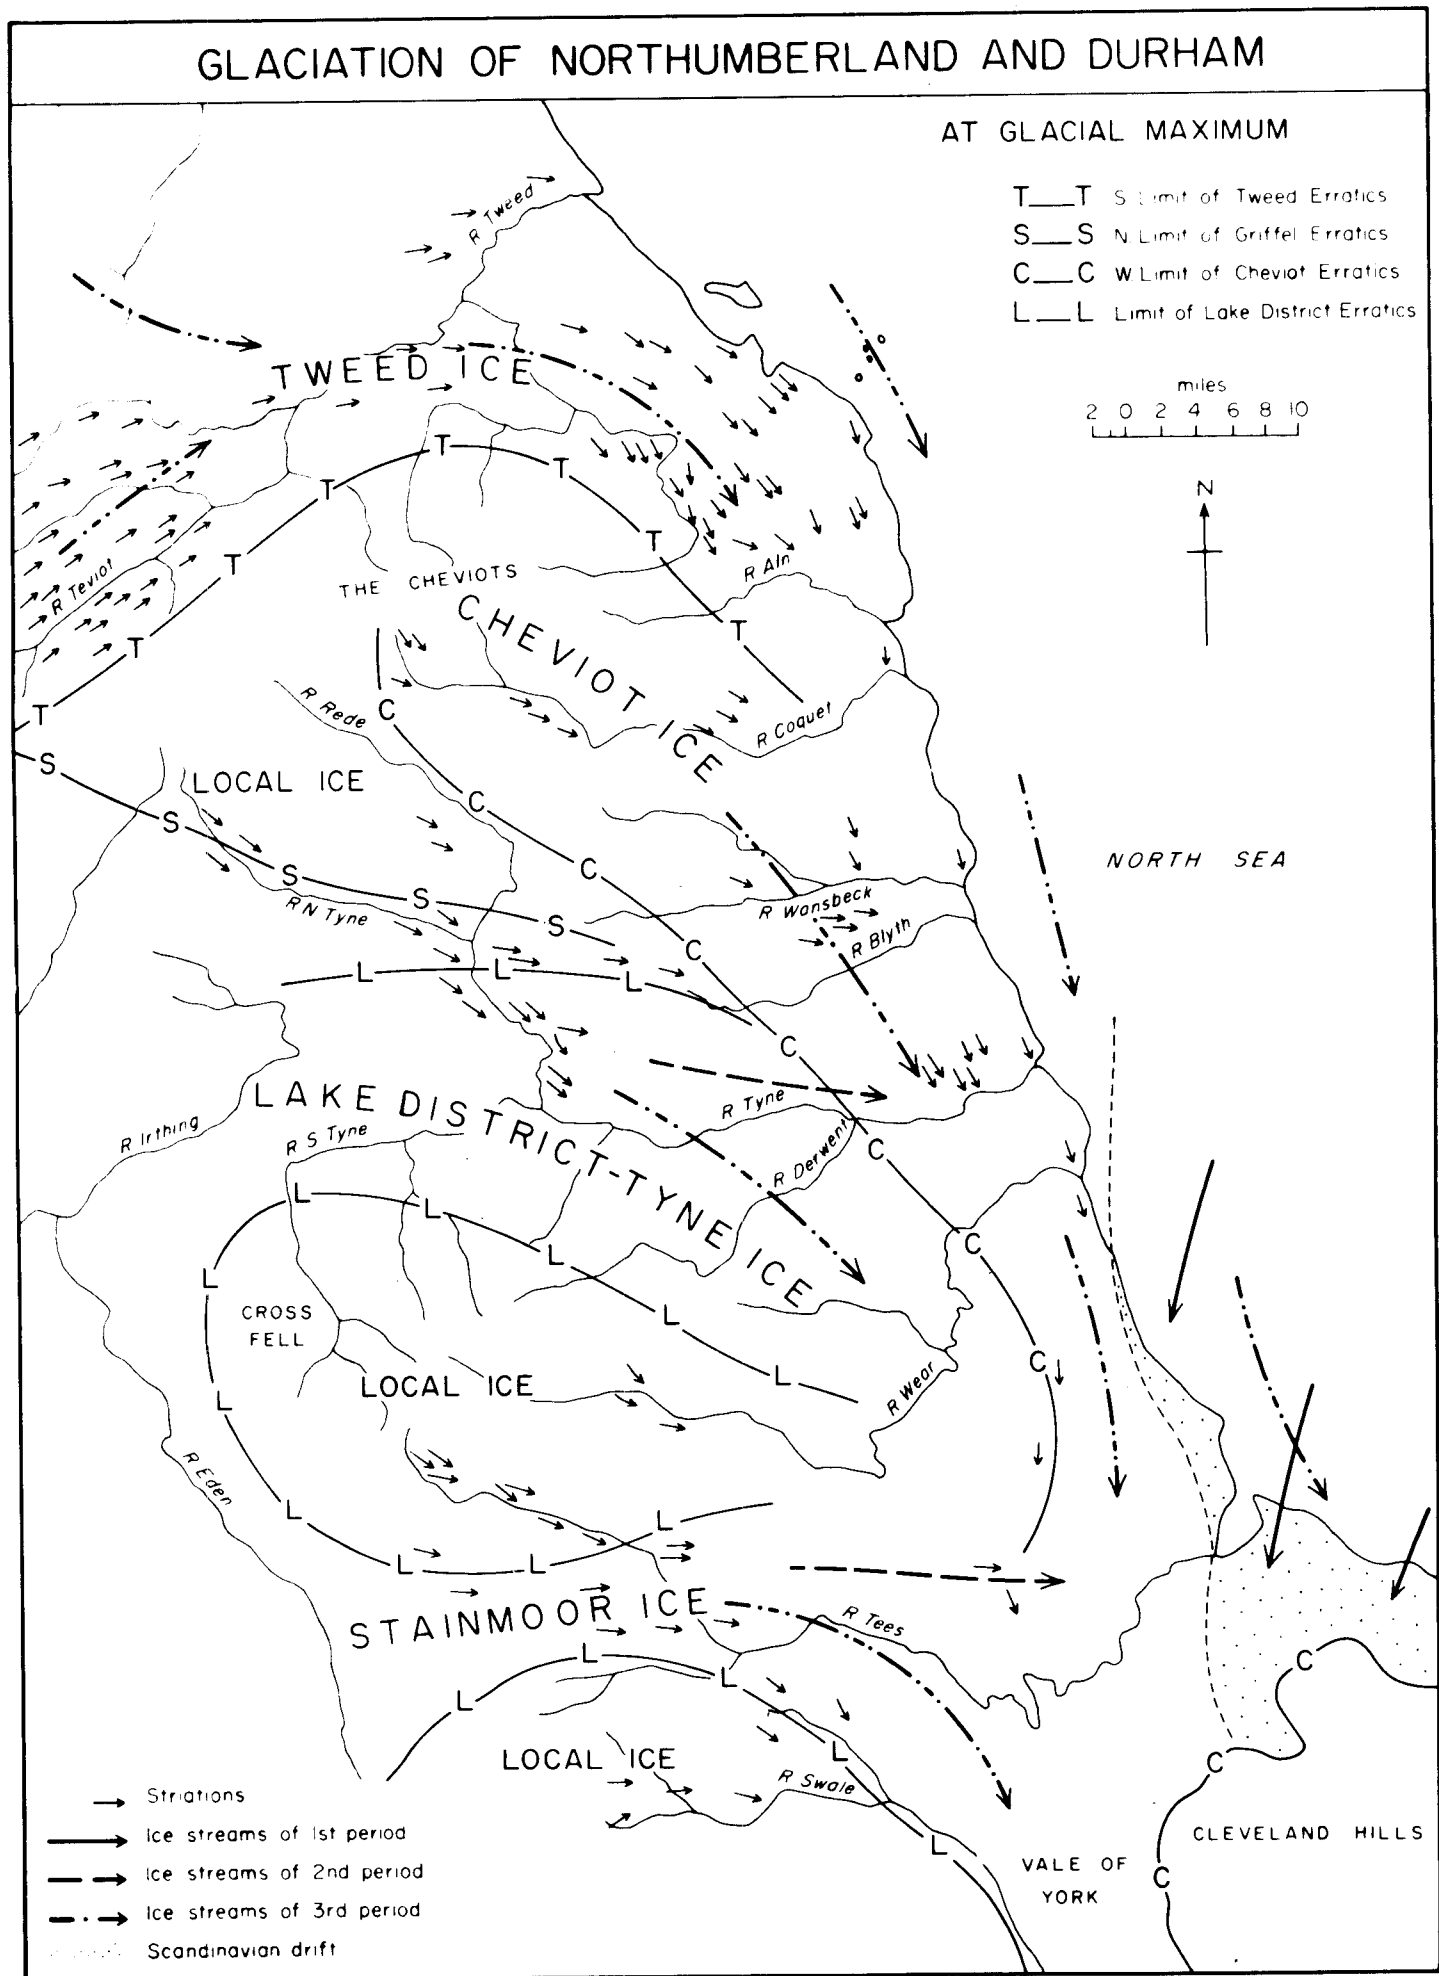 GLACIATION OF NORTHUMBERLAND AND DURHAM
AT GLACIAL MAXIMUM
T T S Limit of Tweed Erratics
S S N. Limit of Griffel Erratics
C C W. Limit of Cheviot Erratics
L L Limit of Lake District Erratics
miles
2 0 2 4 6 8 10
N
R Tweed
TWEED ICE
T
T
T
T
T
T
T
T
R Teviot
THE CHEVIOTS
R Aln
CHEVIOT ICE
R Rede
R Coquet
C
LOCAL ICE
S
S
S
S
S
C
C
C
NORTH SEA
R N Tyne
R Wansbeck
R Blyth
L
L
L
C
LAKE DISTRICT-TYNE ICE
R Irthing
R S Tyne
R Tyne
R Derwent
C
C
C
L
L
L
L
L
L
L
L
L
L
L
CROSS
FELL
LOCAL ICE
R Wear
R Eden
STAINMOOR ICE
R Tees
L
L
L
L
L
C
C
C
LOCAL ICE
R Swale
VALE OF
YORK
CLEVELAND HILLS
Striations
Ice streams of 1st period
Ice streams of 2nd period
Ice streams of 3rd period
Scandinavian drift